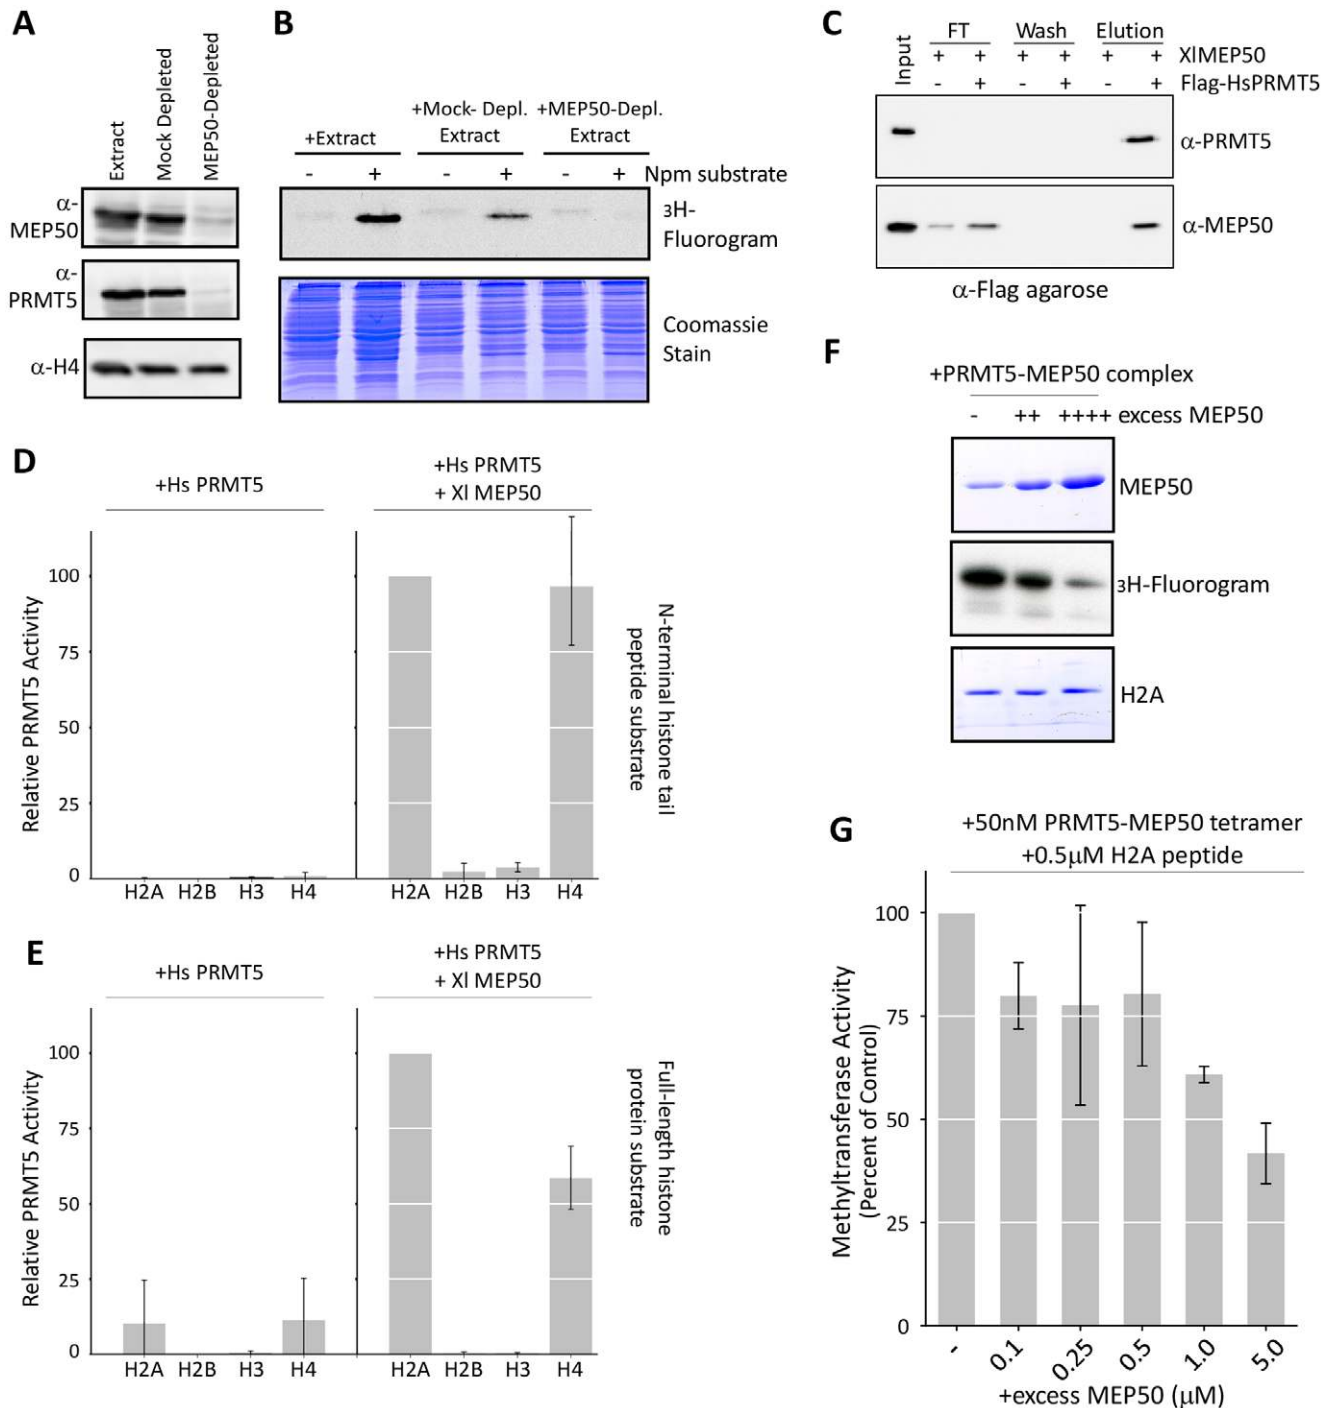 A
Extract
Mock Depleted
MEP50-Depleted
α-
MEP50
α-
PRMT5
α-H4
B
+Extract
+Mock- Depl.
Extract
+MEP50-Depl.
Extract
- + - + - + Npm substrate
3H-
Fluorogram
Coomassie
Stain
C
Input
FT Wash Elution
+ + + + + + XlMEP50
- + - + - + Flag-HsPRMT5
α-PRMT5
α-MEP50
α-Flag agarose
D
+Hs PRMT5
+Hs PRMT5
+ Xl MEP50
Relative PRMT5 Activity
100
75
50
25
0
H2A H2B H3 H4 H2A H2B H3 H4
N-terminal histone tail
peptide substrate
E
+Hs PRMT5
+Hs PRMT5
+ Xl MEP50
Relative PRMT5 Activity
100
75
50
25
0
H2A H2B H3 H4 H2A H2B H3 H4
Full-length histone
protein substrate
F
+PRMT5-MEP50 complex
- ++ ++++ excess MEP50
MEP50
3H-Fluorogram
H2A
G
+50nM PRMT5-MEP50 tetramer
+0.5μM H2A peptide
Methyltransferase Activity
(Percent of Control)
100
75
50
25
0
- 0.1 0.25 0.5 1.0 5.0
+excess MEP50 (μM)